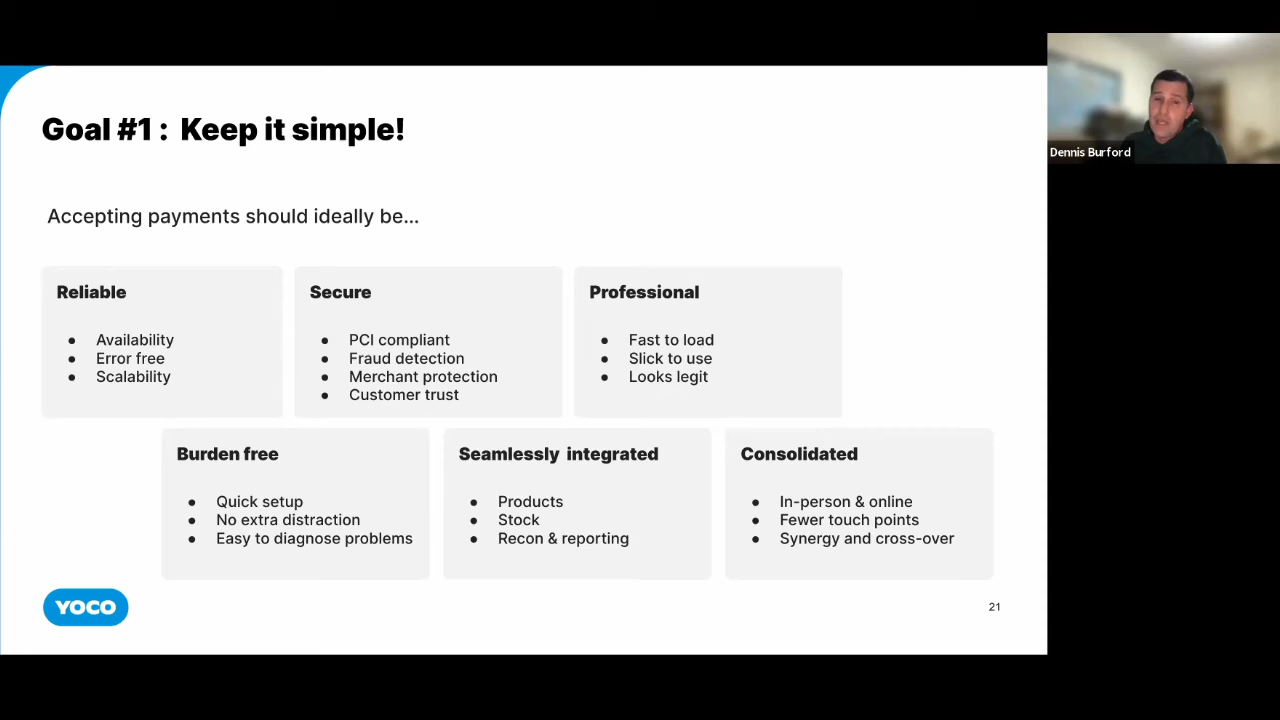 Goal #1 : Keep it simple!
Accepting payments should ideally be...
Reliable
● Availability
● Error free
● Scalability
Secure
● PCI compliant
● Fraud detection
● Merchant protection
● Customer trust
Professional
● Fast to load
● Slick to use
● Looks legit
Burden free
● Quick setup
● No extra distraction
● Easy to diagnose problems
Seamlessly integrated
● Products
● Stock
● Recon & reporting
Consolidated
● In-person & online
● Fewer touch points
● Synergy and cross-over
YOCO
21
Dennis Burford